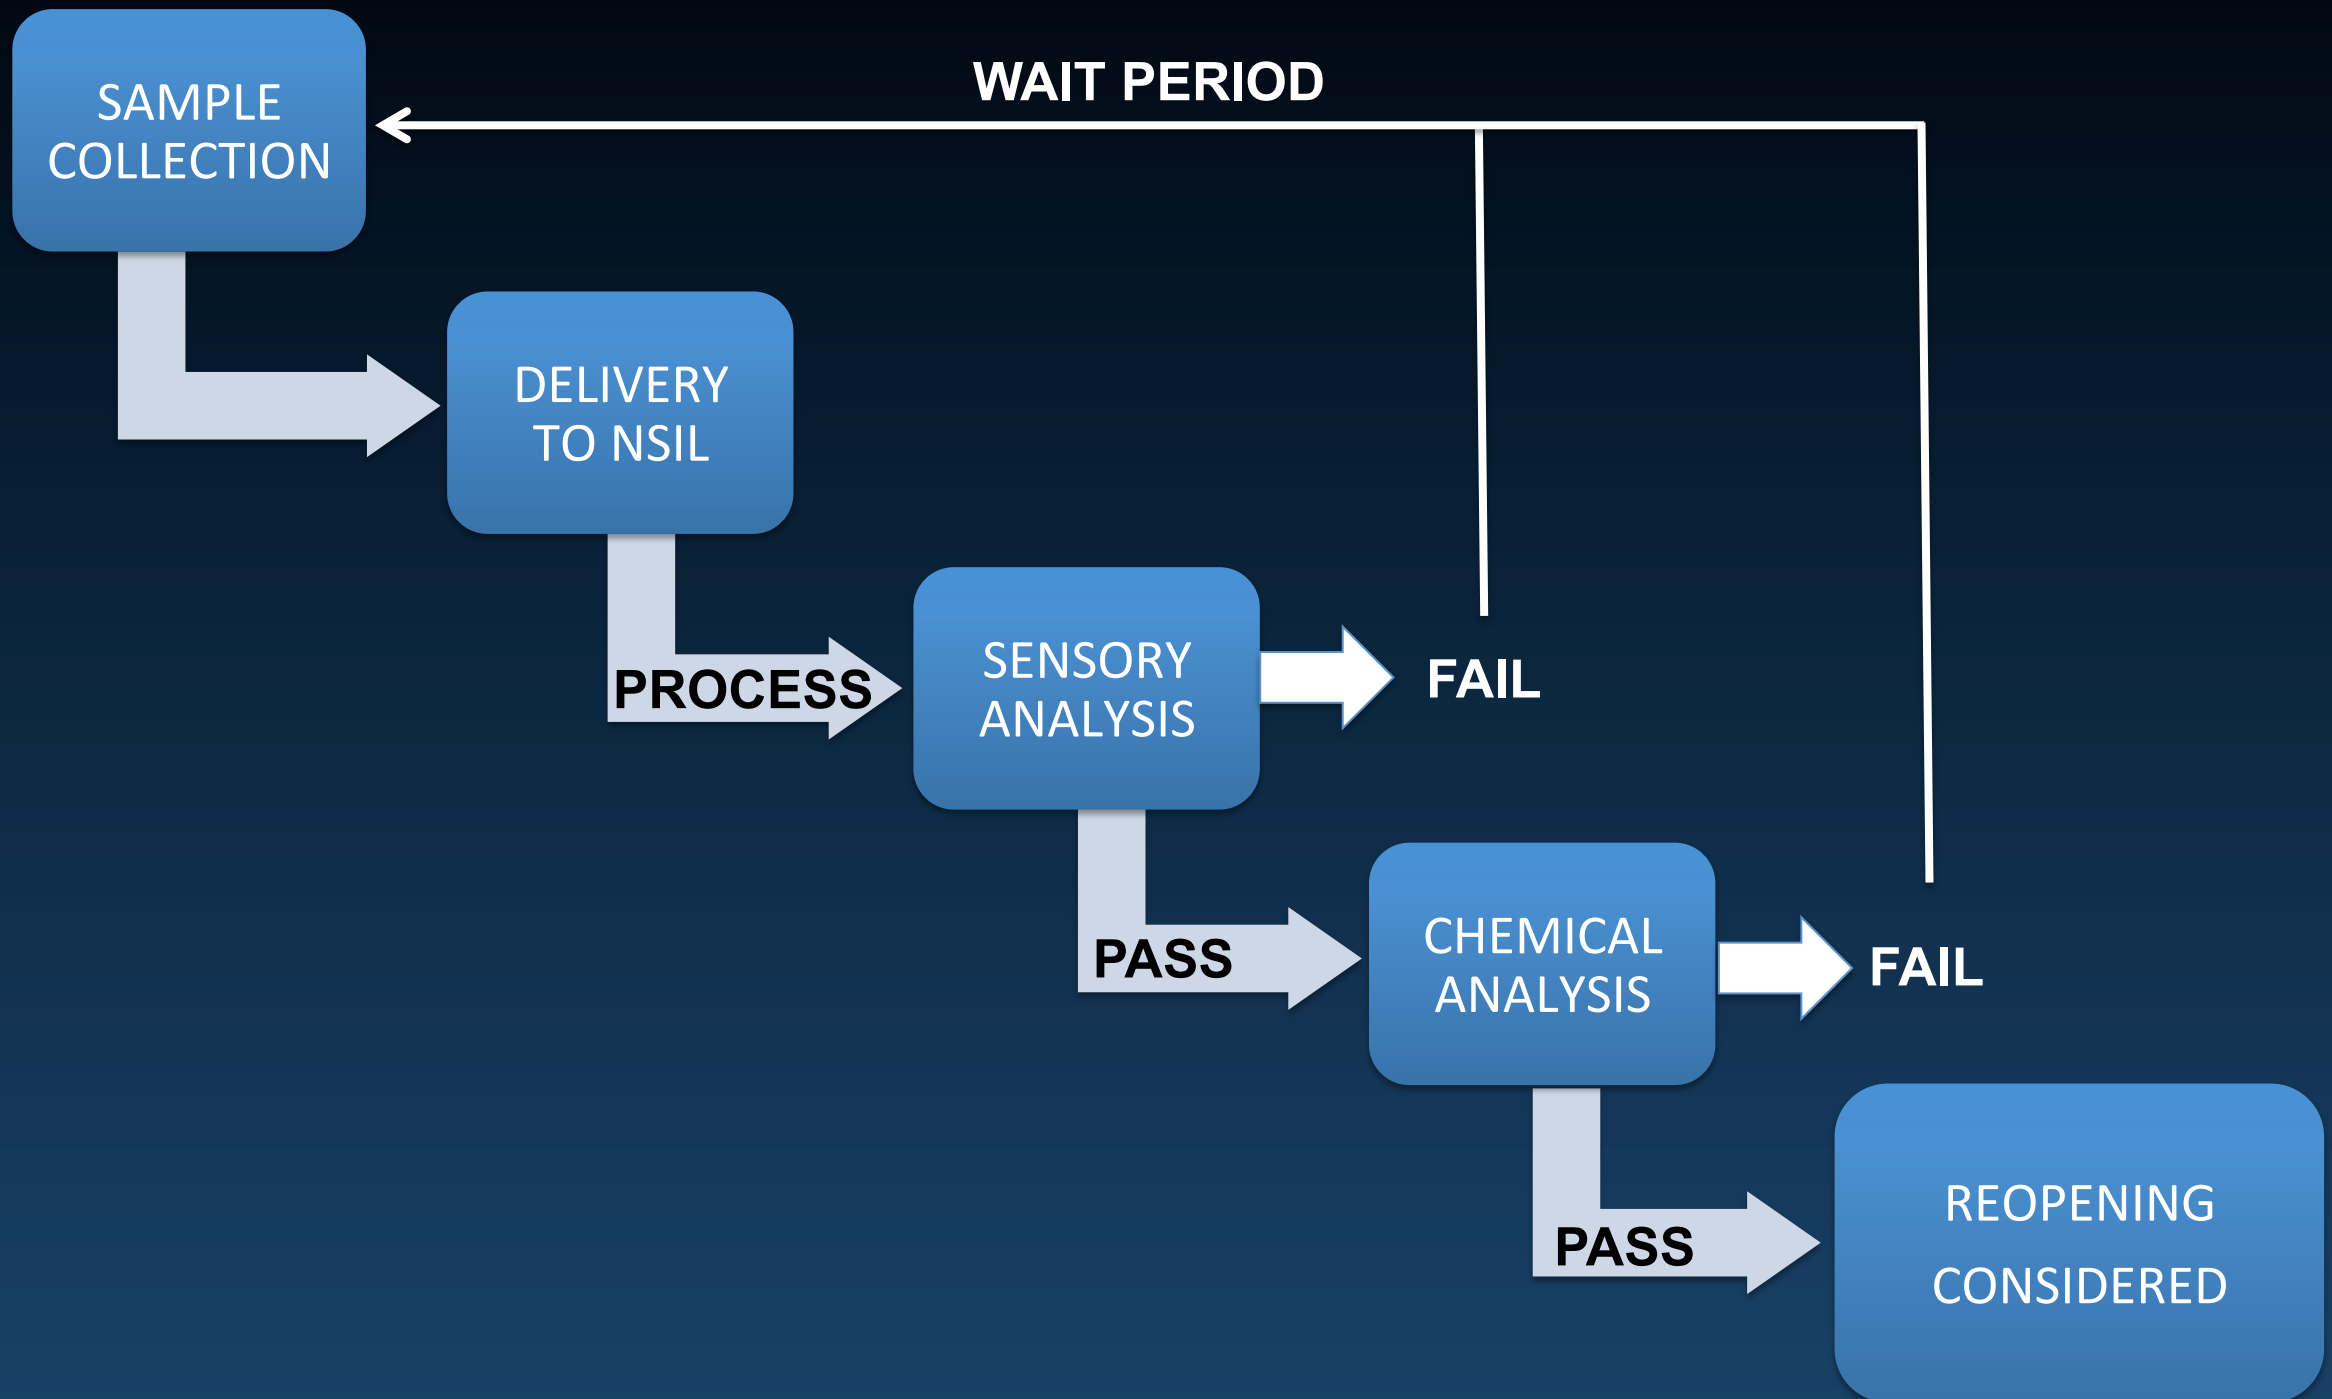 SAMPLE
COLLECTION
WAIT PERIOD
DELIVERY
TO NSIL
PROCESS
SENSORY
ANALYSIS
FAIL
PASS
CHEMICAL
ANALYSIS
FAIL
PASS
REOPENING
CONSIDERED